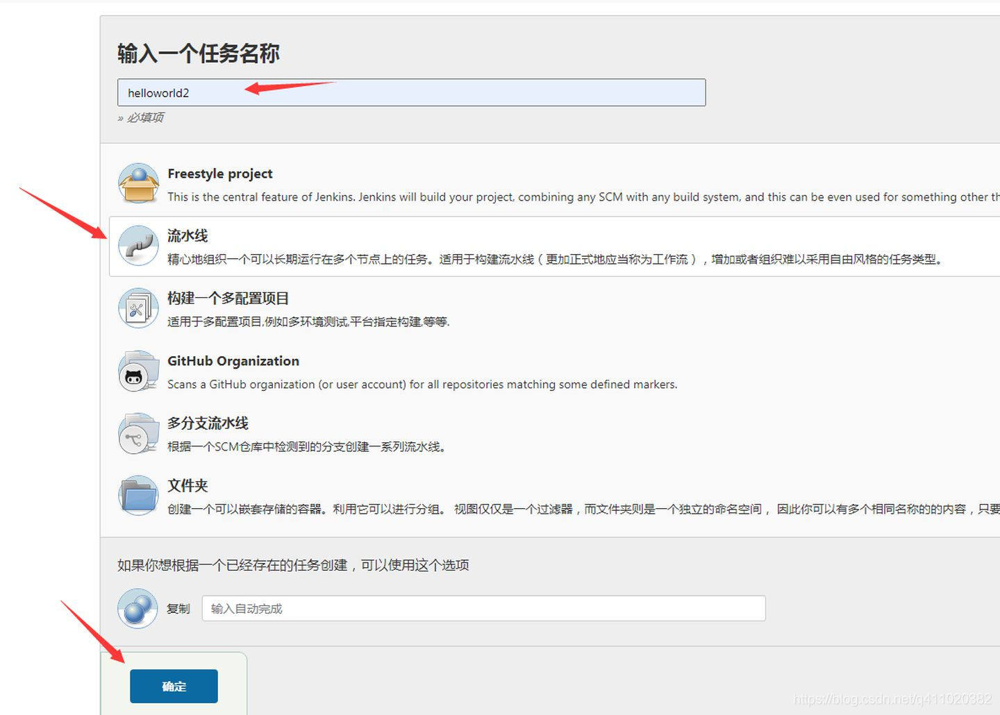 输入一个任务名称
helloworld2
» 必填项
Freestyle project
This is the central feature of Jenkins. Jenkins will build your project, combining any SCM with any build system, and this can be even used for something other th
流水线
精心地组织一个可以长期运行在多个节点上的任务。适用于构建流水线（更加正式地应当称为工作流），增加或者组织难以采用自由风格的任务类型。
构建一个多配置项目
适用于多配置项目,例如多环境测试,平台指定构建,等等.
GitHub Organization
Scans a GitHub organization (or user account) for all repositories matching some defined markers.
多分支流水线
根据一个SCM仓库中检测到的分支创建一系列流水线。
文件夹
创建一个可以嵌套存储的容器。利用它可以进行分组。 视图仅仅是一个过滤器，而文件夹则是一个独立的命名空间， 因此你可以有多个相同名称的的内容，只要
如果你想根据一个已经存在的任务创建，可以使用这个选项
复制 输入自动完成
确定
https://blog.csdn.net/q411020382